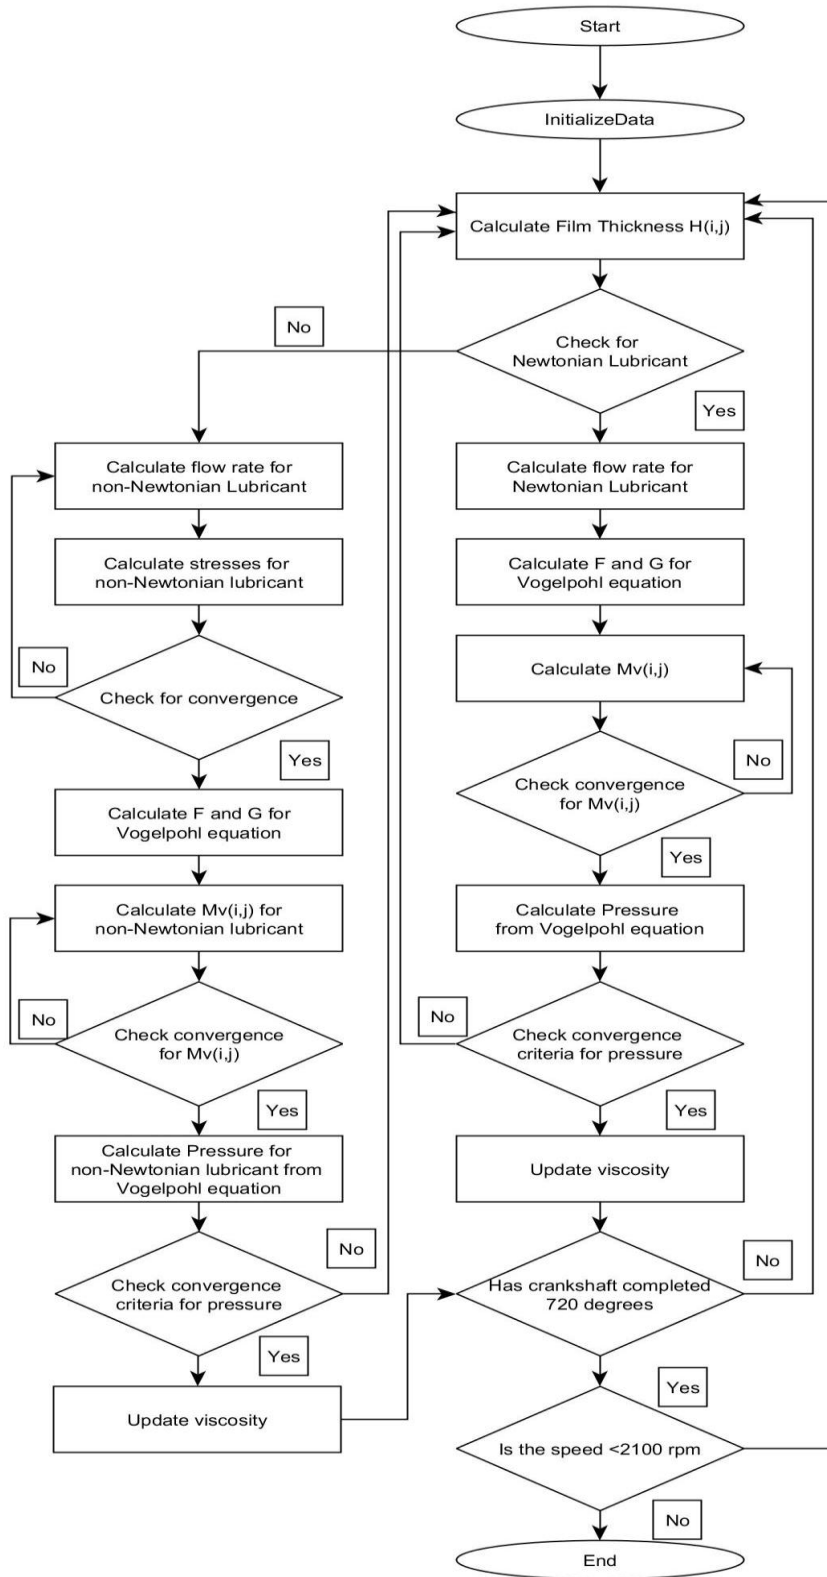 Start
InitializeData
Calculate Film Thickness H(i,j)
No
Check for
Newtonian Lubricant
Yes
Calculate flow rate for
non-Newtonian Lubricant
Calculate flow rate for
Newtonian Lubricant
Calculate stresses for
non-Newtonian lubricant
Calculate F and G for
Vogelpohl equation
No
Check for convergence
Calculate Mv(i,j)
Yes
No
Check convergence
for Mv(i,j)
Calculate F and G for
Vogelpohl equation
Yes
Calculate Mv(i,j) for
non-Newtonian lubricant
Calculate Pressure
from Vogelpohl equation
No
Check convergence
for Mv(i,j)
No
Check convergence
criteria for pressure
Yes
Yes
Calculate Pressure for
non-Newtonian lubricant from
Vogelpohl equation
Update viscosity
No
Check convergence
criteria for pressure
Has crankshaft completed
720 degrees
No
Yes
Yes
Update viscosity
Is the speed <2100 rpm
No
End